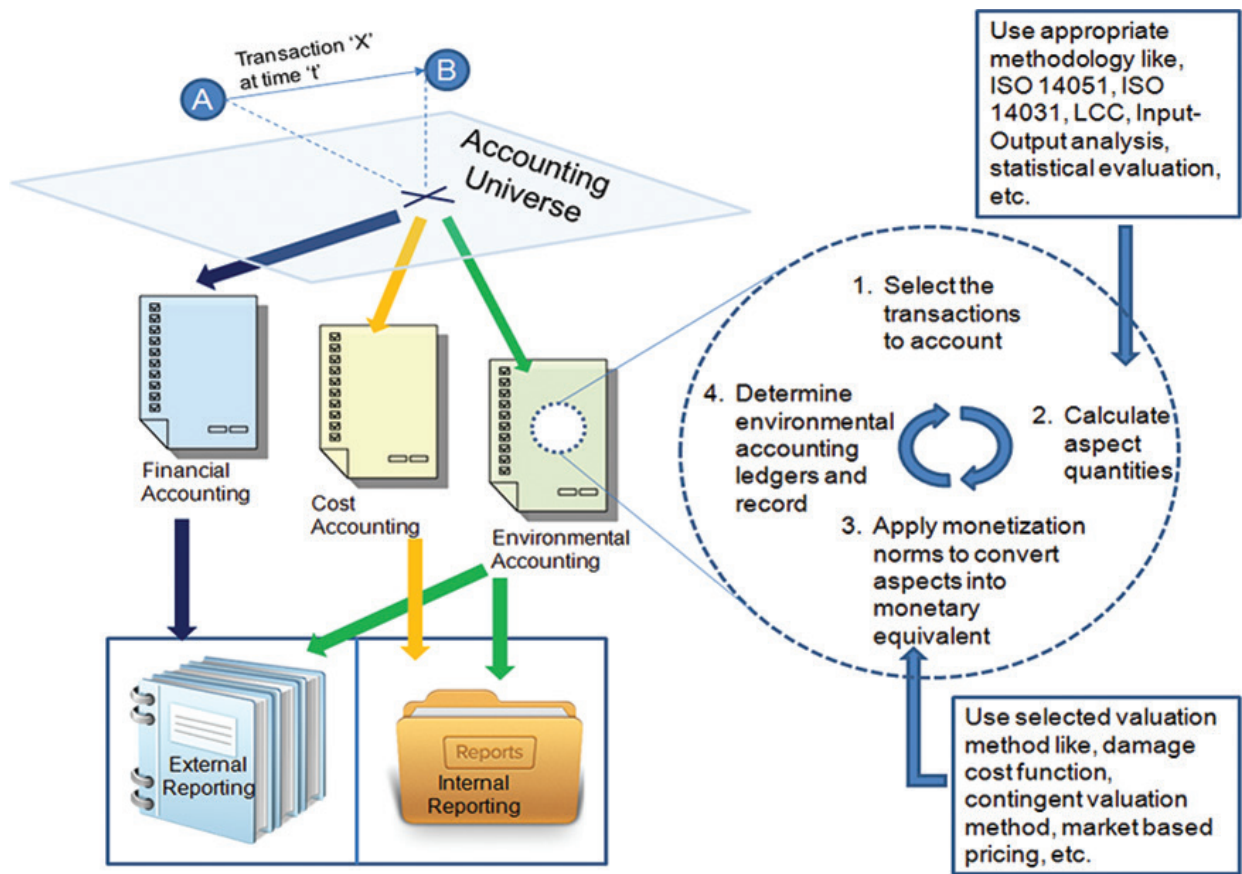 Transaction ‘X’
at time ‘t’
A
B
Accounting
Universe
Financial
Accounting
Cost
Accounting
Environmental
Accounting
External
Reporting
Reports
Internal
Reporting
Use appropriate
methodology like,
ISO 14051, ISO
14031, LCC, Input-
Output analysis,
statistical evaluation,
etc.
1. Select the
transactions
to account
2. Calculate
aspect
quantities
3. Apply monetization
norms to convert
aspects into
monetary
equivalent
4. Determine
environmental
accounting
ledgers and
record
Use selected valuation
method like, damage
cost function,
contingent valuation
method, market based
pricing, etc.